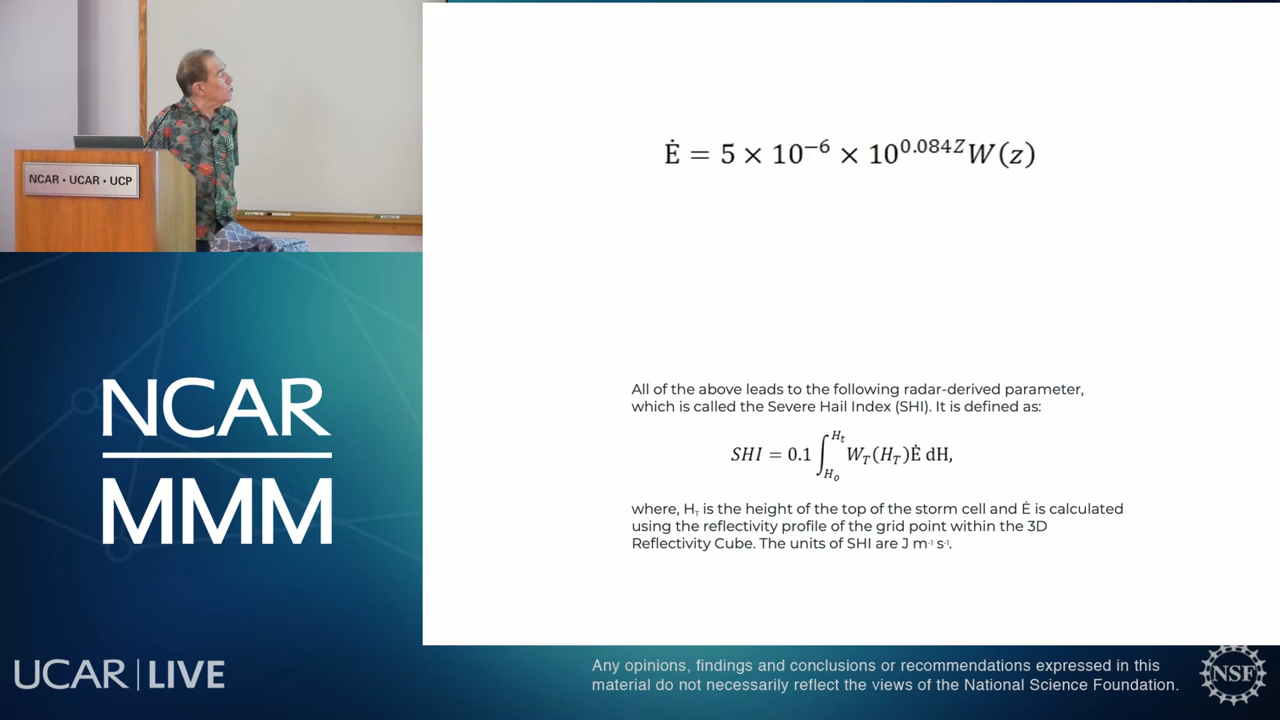 NCAR • UCAR • UCP
Ė = 5 × 10⁻⁶ × 10^{0.084Z} W(z)
All of the above leads to the following radar-derived parameter,
which is called the Severe Hail Index (SHI). It is defined as:
SHI = 0.1 ∫_{H_o}^{H_t} W_T(H_T)Ė dH,
where, H_T is the height of the top of the storm cell and Ė is calculated
using the reflectivity profile of the grid point within the 3D
Reflectivity Cube. The units of SHI are J m⁻¹ s⁻¹.
NCAR
MMM
UCAR | LIVE
Any opinions, findings and conclusions or recommendations expressed in this
material do not necessarily reflect the views of the National Science Foundation.
NSF